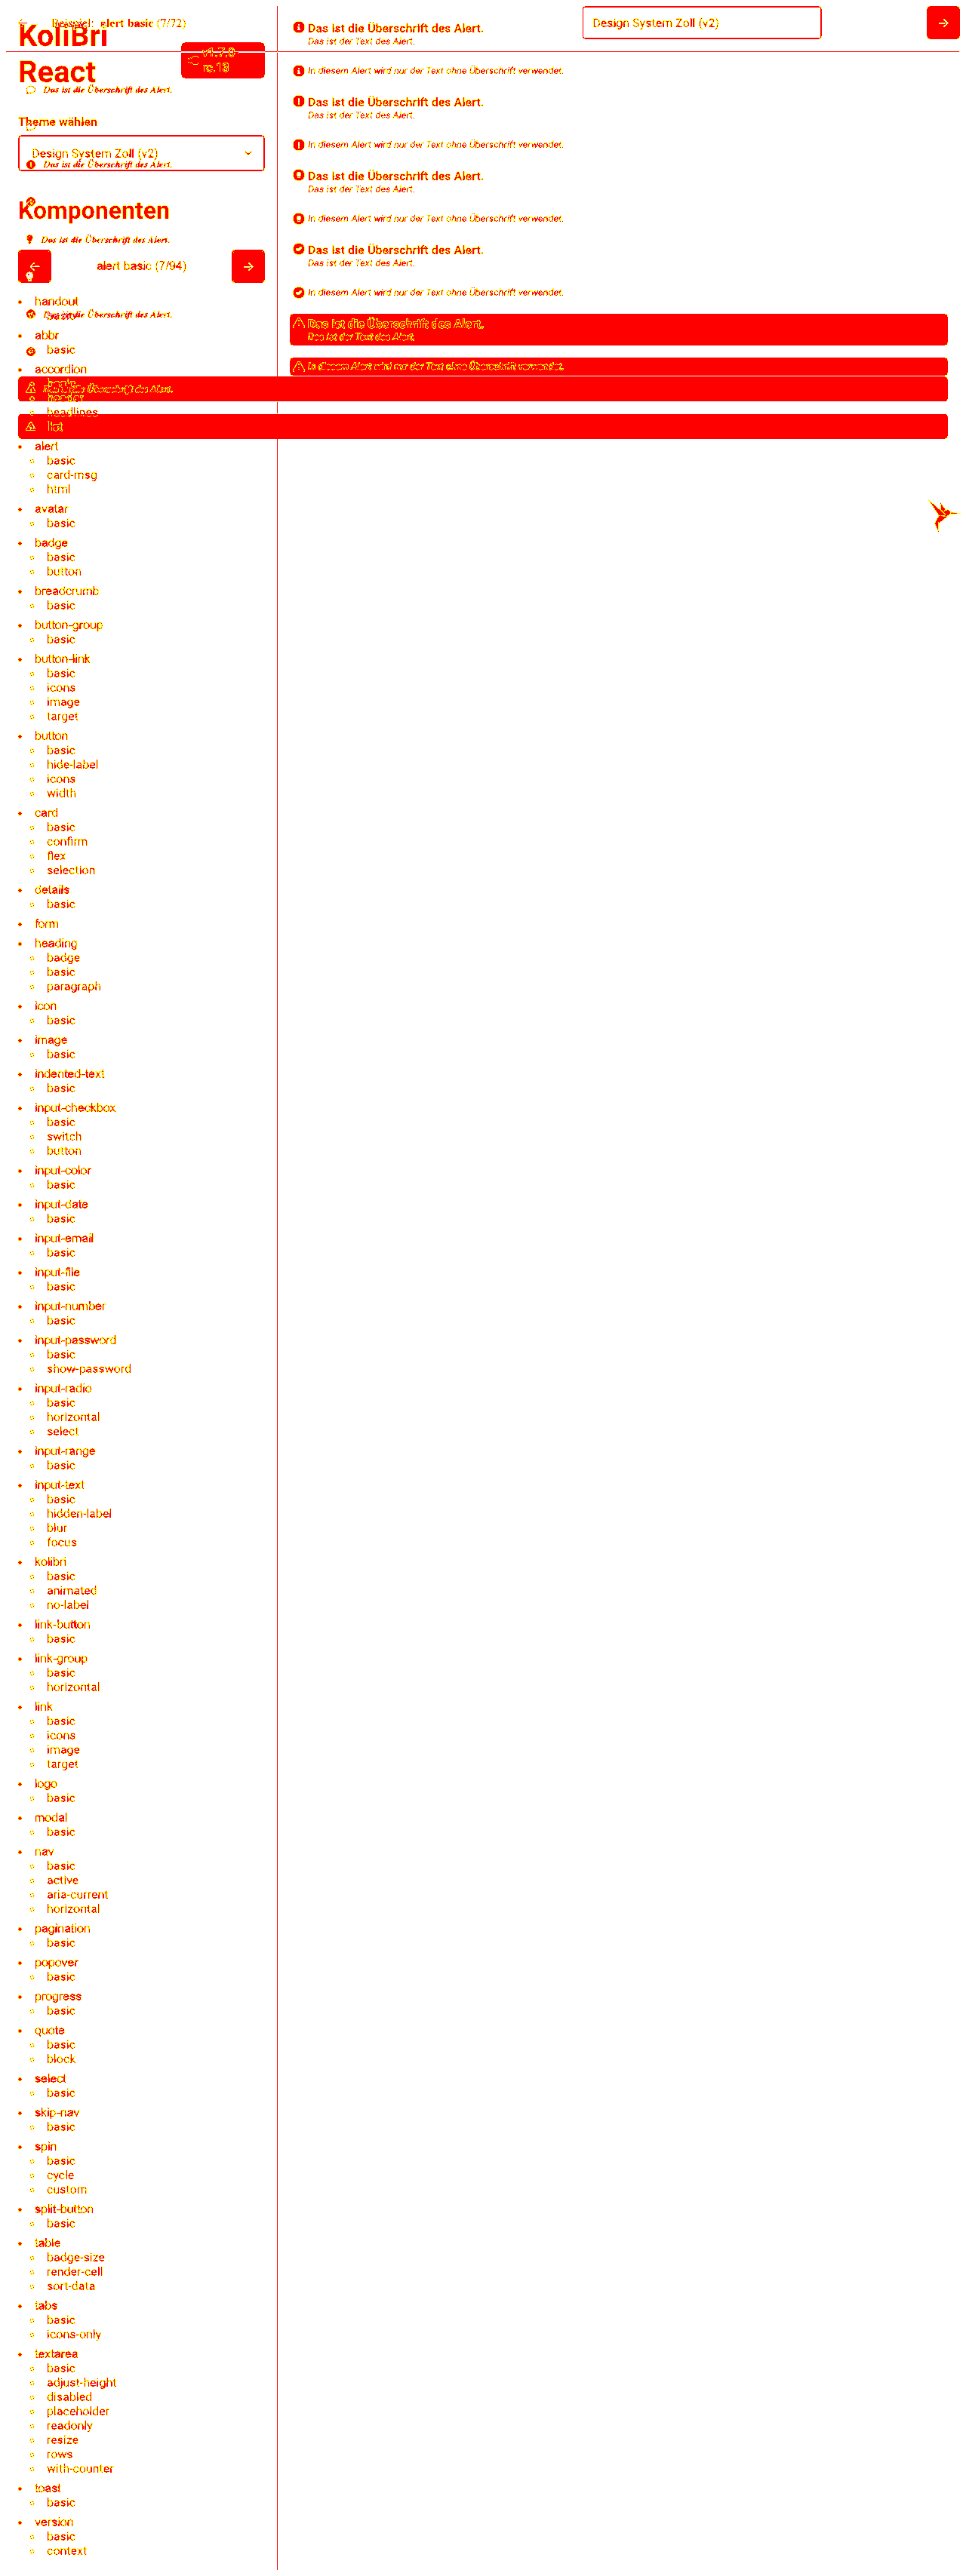 Beispiel: alert basic (7/72)
Design System Zoll (v2)
KoliBri
React
v1.7.0
rc.13
Das ist die Überschrift des Alert.
Theme wählen
Design System Zoll (v2)
Das ist die Überschrift des Alert.
Komponenten
Das ist die Überschrift des Alert.
alert basic (7/94)
handout
basic
Das ist die Überschrift des Alert.
abbr
basic
accordion
header
headlines
list
alert
basic
card-msg
html
avatar
basic
badge
basic
button
breadcrumb
basic
button-group
basic
button-link
basic
icons
image
target
button
basic
hide-label
icons
width
card
basic
confirm
flex
selection
details
basic
form
heading
badge
basic
paragraph
icon
basic
image
basic
indented-text
basic
input-checkbox
basic
switch
button
input-color
basic
input-date
basic
input-email
basic
input-file
basic
input-number
basic
input-password
basic
show-password
input-radio
basic
horizontal
select
input-range
basic
input-text
basic
hidden-label
blur
focus
kolibri
basic
animated
no-label
link-button
basic
link-group
basic
horizontal
link
basic
icons
image
target
logo
basic
modal
basic
nav
basic
active
aria-current
horizontal
pagination
basic
popover
basic
progress
basic
quote
basic
block
select
basic
skip-nav
basic
spin
basic
cycle
custom
split-button
basic
table
badge-size
render-cell
sort-data
tabs
basic
icons-only
textarea
basic
adjust-height
disabled
placeholder
readonly
resize
rows
with-counter
toast
basic
version
basic
context
Das ist die Überschrift des Alert.
Das ist der Text des Alert.
In diesem Alert wird nur der Text ohne Überschrift verwendet.
Das ist die Überschrift des Alert.
Das ist der Text des Alert.
In diesem Alert wird nur der Text ohne Überschrift verwendet.
Das ist die Überschrift des Alert.
Das ist der Text des Alert.
In diesem Alert wird nur der Text ohne Überschrift verwendet.
Das ist die Überschrift des Alert.
Das ist der Text des Alert.
In diesem Alert wird nur der Text ohne Überschrift verwendet.
Das ist die Überschrift des Alert.
Das ist der Text des Alert.
In diesem Alert wird nur der Text ohne Überschrift verwendet.